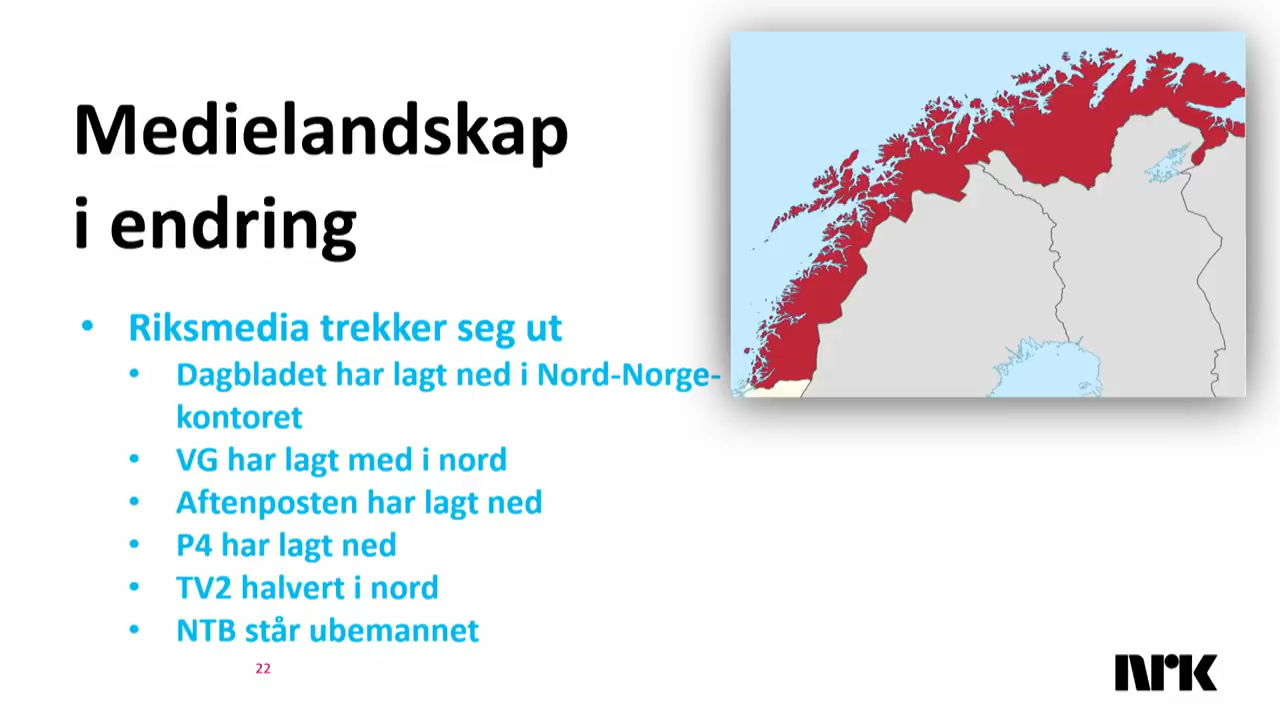 Medielandskap
i endring
• Riksmedia trekker seg ut
• Dagbladet har lagt ned i Nord-Norge-
kontoret
• VG har lagt med i nord
• Aftenposten har lagt ned
• P4 har lagt ned
• TV2 halvert i nord
• NTB står ubemannet
22
NRK